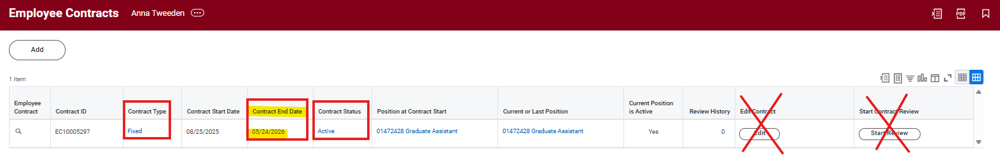 Employee Contracts Anna Tweeden
X PDF
Add
1 item
Employee Contract Contract ID Contract Type Contract Start Date Contract End Date Contract Status Position at Contract Start Current or Last Position Current Position is Active Review History Edit Contract Start Contract Review
EC10005297 Fixed 08/25/2025 05/24/2026 Active 01472428 Graduate Assistant 01472428 Graduate Assistant Yes 0 Edit Start Review